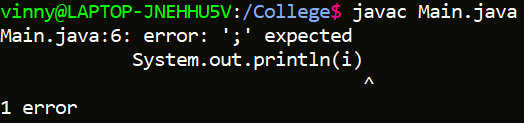 vinny@LAPTOP-JNEHHU5V:/College$ javac Main.java
Main.java:6: error: ';' expected
        System.out.println(i)
                             ^
1 error